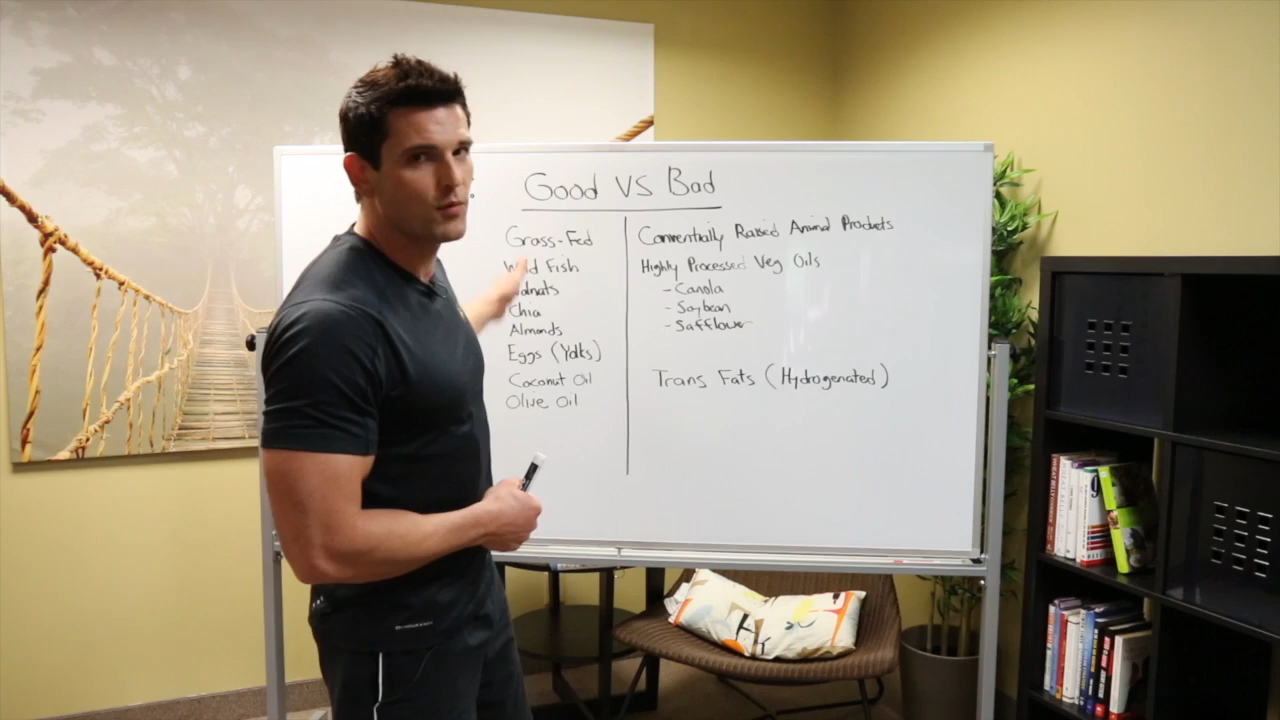 Good VS Bad
Grass-Fed
Wild Fish
Walnuts
Chia
Almonds
Eggs (Yolks)
Coconut Oil
Olive Oil
Conventially Raised Animal Products
Highly Processed Veg Oils
- Canola
- Soybean
- Safflower
Trans Fats (Hydrogenated)